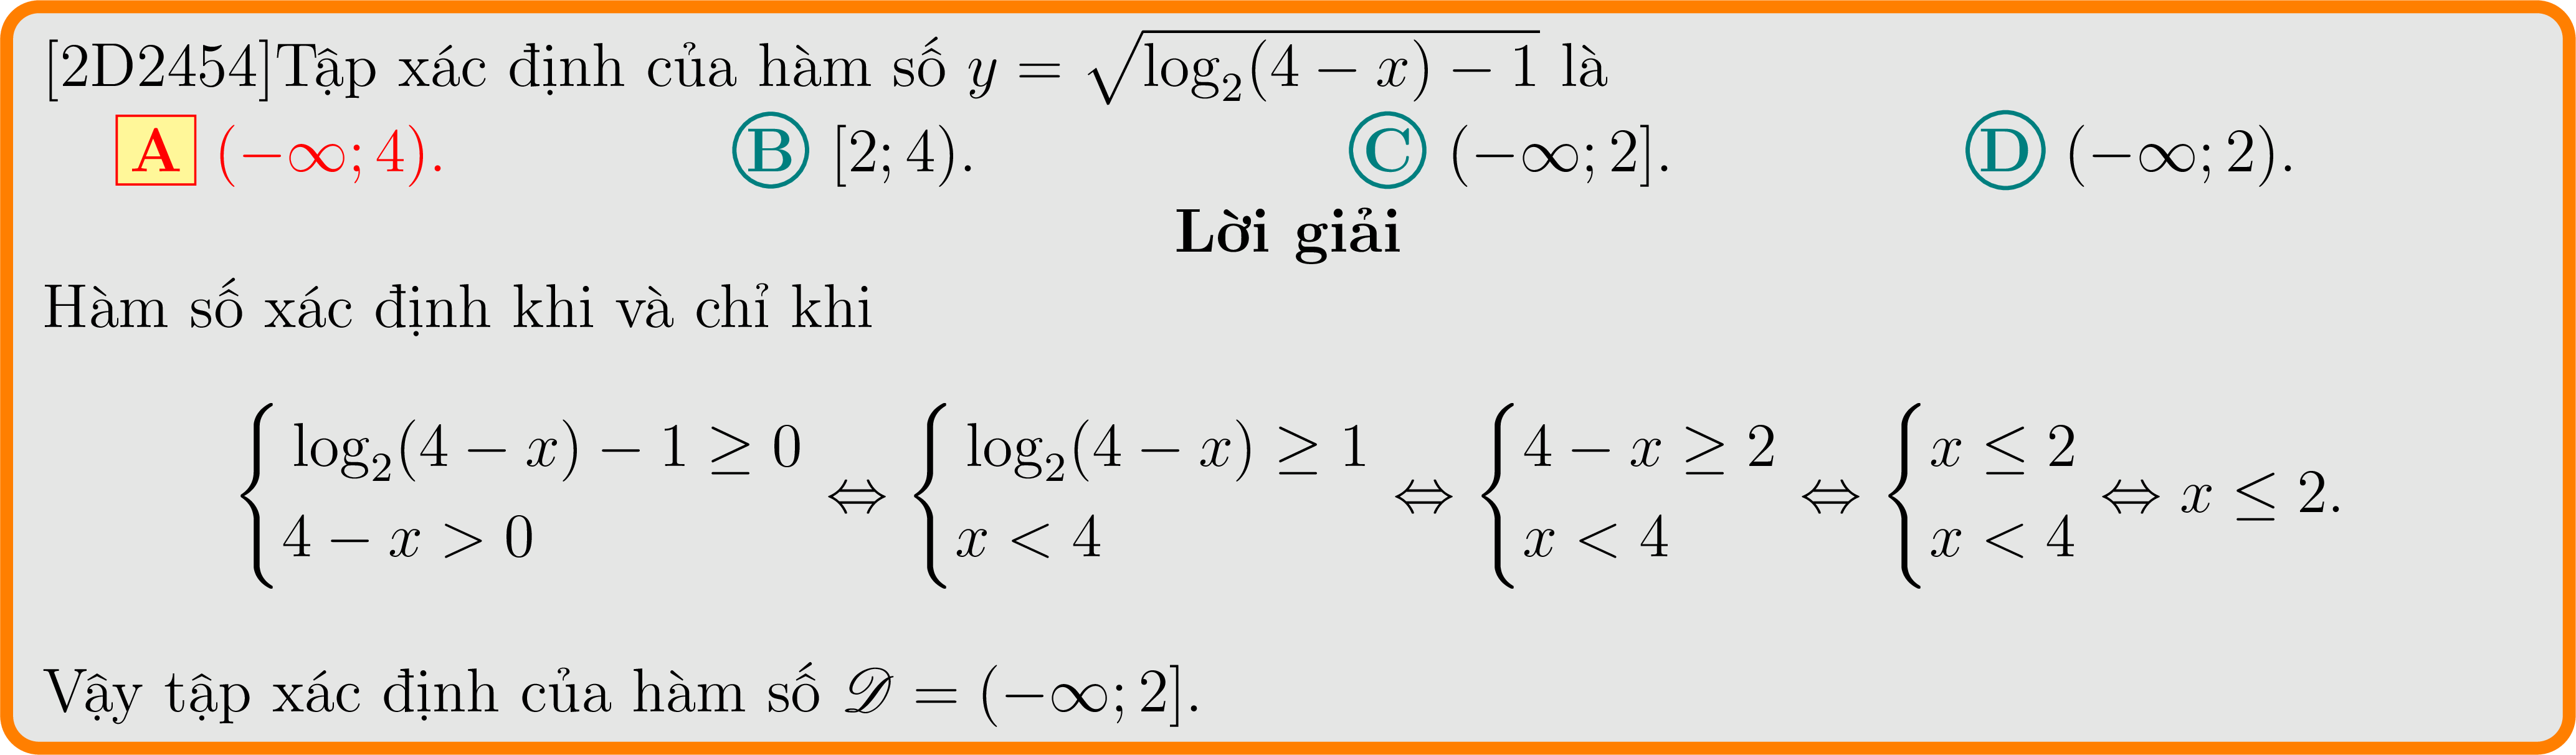 [2D2454]Tập xác định của hàm số $y = \sqrt{\log_2(4 - x) - 1}$ là
A $(-\infty; 4)$. B $[2; 4)$. C $(-\infty; 2]$. D $(-\infty; 2)$.
Lời giải
Hàm số xác định khi và chỉ khi
$\begin{cases} \log_2(4 - x) - 1 \geq 0 \\ 4 - x > 0 \end{cases} \Leftrightarrow \begin{cases} \log_2(4 - x) \geq 1 \\ x < 4 \end{cases} \Leftrightarrow \begin{cases} 4 - x \geq 2 \\ x < 4 \end{cases} \Leftrightarrow \begin{cases} x \leq 2 \\ x < 4 \end{cases} \Leftrightarrow x \leq 2.$
Vậy tập xác định của hàm số $\mathscr{D} = (-\infty; 2]$.